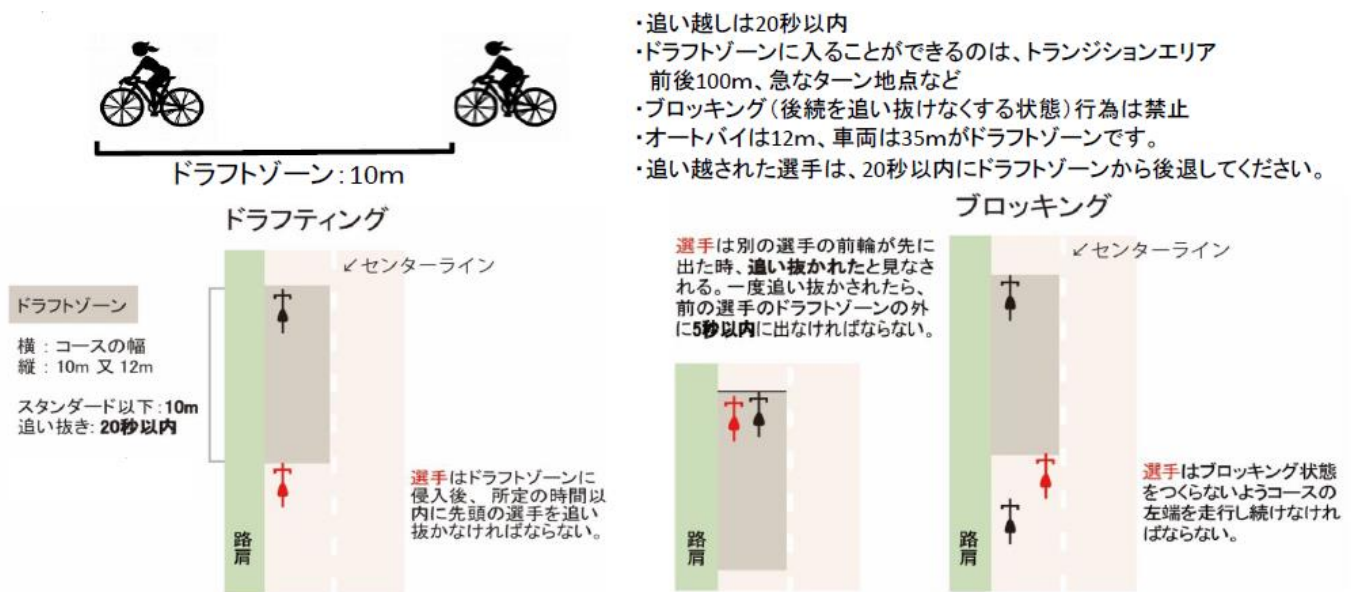 ・追い越しは20秒以内
・ドラフトゾーンに入ることができるのは、トランジションエリア
前後100m、急なターン地点など
・ブロッキング(後続を追い抜けなくする状態)行為は禁止
・オートバイは12m、車両は35mがドラフトゾーンです。
・追い越された選手は、20秒以内にドラフトゾーンから後退してください。
ドラフトゾーン:10m
ドラフティング
↙センターライン
ドラフトゾーン
横 : コースの幅
縦 : 10m 又 12m
スタンダード以下:10m
追い抜き: 20秒以内
選手はドラフトゾーンに
侵入後、 所定の時間以
内に先頭の選手を追い
抜かなければならない。
路肩
ブロッキング
選手は別の選手の前輪が先に
出た時、追い抜かれたと見なさ
れる。一度追い抜かされたら、
前の選手のドラフトゾーンの外
に5秒以内に出なければならない。
路肩
↙センターライン
選手はブロッキング状態
をつくらないようコースの
左端を走行し続けなけれ
ばならない。
路肩